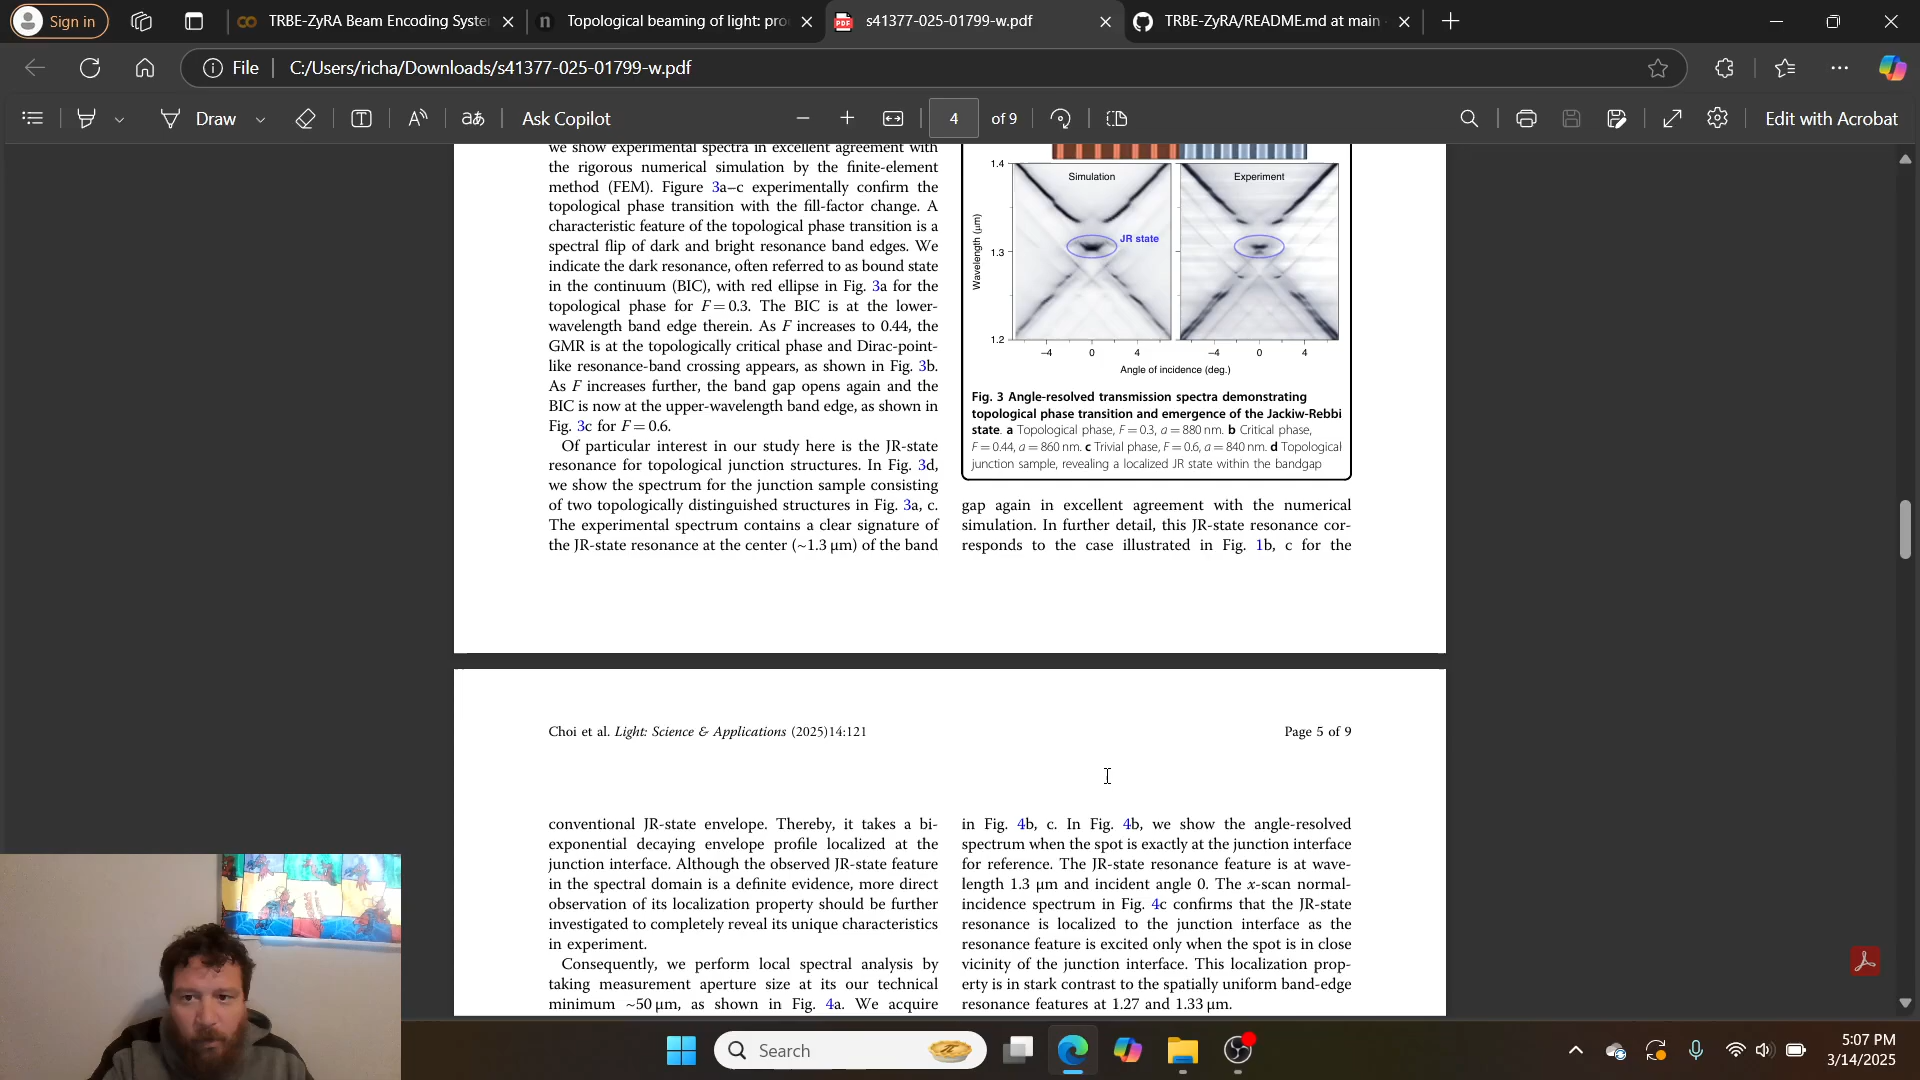 Sign in
TRBE-ZyRA Beam Encoding Syste
Topological beaming of light: pro
PDF
s41377-025-01799-w.pdf
TRBE-ZyRA/README.md at main
File
C:/Users/richa/Downloads/s41377-025-01799-w.pdf
Draw
Ask Copilot
4
of 9
Edit with Acrobat
we show experimental spectra in excellent agreement with
the rigorous numerical simulation by the finite-element
method (FEM). Figure 3a–c experimentally confirm the
topological phase transition with the fill-factor change. A
characteristic feature of the topological phase transition is a
spectral flip of dark and bright resonance band edges. We
indicate the dark resonance, often referred to as bound state
in the continuum (BIC), with red ellipse in Fig. 3a for the
topological phase for F = 0.3. The BIC is at the lower-
wavelength band edge therein. As F increases to 0.44, the
GMR is at the topologically critical phase and Dirac-point-
like resonance-band crossing appears, as shown in Fig. 3b.
As F increases further, the band gap opens again and the
BIC is now at the upper-wavelength band edge, as shown in
Fig. 3c for F = 0.6.
Of particular interest in our study here is the JR-state
resonance for topological junction structures. In Fig. 3d,
we show the spectrum for the junction sample consisting
of two topologically distinguished structures in Fig. 3a, c.
The experimental spectrum contains a clear signature of
the JR-state resonance at the center (~1.3 μm) of the band
1.4
Simulation
Experiment
JR state
Wavelength (μm)
1.3
1.2
−4
0
4
−4
0
4
Angle of incidence (deg.)
Fig. 3 Angle-resolved transmission spectra demonstrating
topological phase transition and emergence of the Jackiw-Rebbi
state. a Topological phase, F = 0.3, a = 880 nm. b Critical phase,
F = 0.44, a = 860 nm. c Trivial phase, F = 0.6, a = 840 nm. d Topological
junction sample, revealing a localized JR state within the bandgap
gap again in excellent agreement with the numerical
simulation. In further detail, this JR-state resonance cor-
responds to the case illustrated in Fig. 1b, c for the
Choi et al. Light: Science & Applications (2025)14:121
Page 5 of 9
conventional JR-state envelope. Thereby, it takes a bi-
exponential decaying envelope profile localized at the
junction interface. Although the observed JR-state feature
in the spectral domain is a definite evidence, more direct
observation of its localization property should be further
investigated to completely reveal its unique characteristics
in experiment.
Consequently, we perform local spectral analysis by
taking measurement aperture size at its our technical
minimum ~50 μm, as shown in Fig. 4a. We acquire
in Fig. 4b, c. In Fig. 4b, we show the angle-resolved
spectrum when the spot is exactly at the junction interface
for reference. The JR-state resonance feature is at wave-
length 1.3 μm and incident angle 0. The x-scan normal-
incidence spectrum in Fig. 4c confirms that the JR-state
resonance is localized to the junction interface as the
resonance feature is excited only when the spot is in close
vicinity of the junction interface. This localization prop-
erty is in stark contrast to the spatially uniform band-edge
resonance features at 1.27 and 1.33 μm.
Search
5:07 PM
3/14/2025